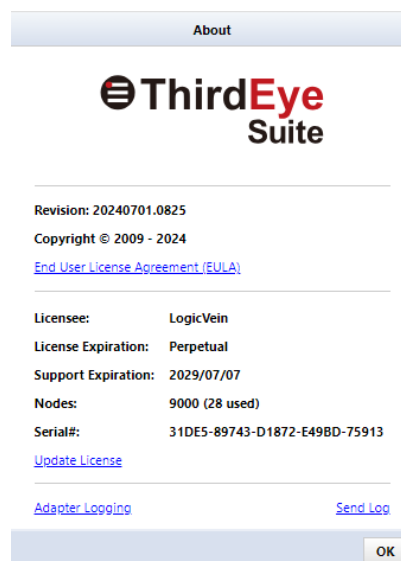 About
ThirdEye
Suite
Revision: 20240701.0825
Copyright © 2009 - 2024
End User License Agreement (EULA)
Licensee: LogicVein
License Expiration: Perpetual
Support Expiration: 2029/07/07
Nodes: 9000 (28 used)
Serial#: 31DE5-89743-D1872-E49BD-75913
Update License
Adapter Logging Send Log
OK